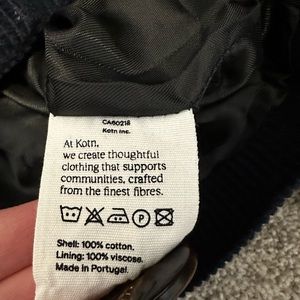 CA60218
Kotn Inc.
At Kotn,
we create thoughtful
clothing that supports
communities, crafted
from the finest fibres.
P
Shell: 100% cotton.
Lining: 100% viscose.
Made in Portugal.